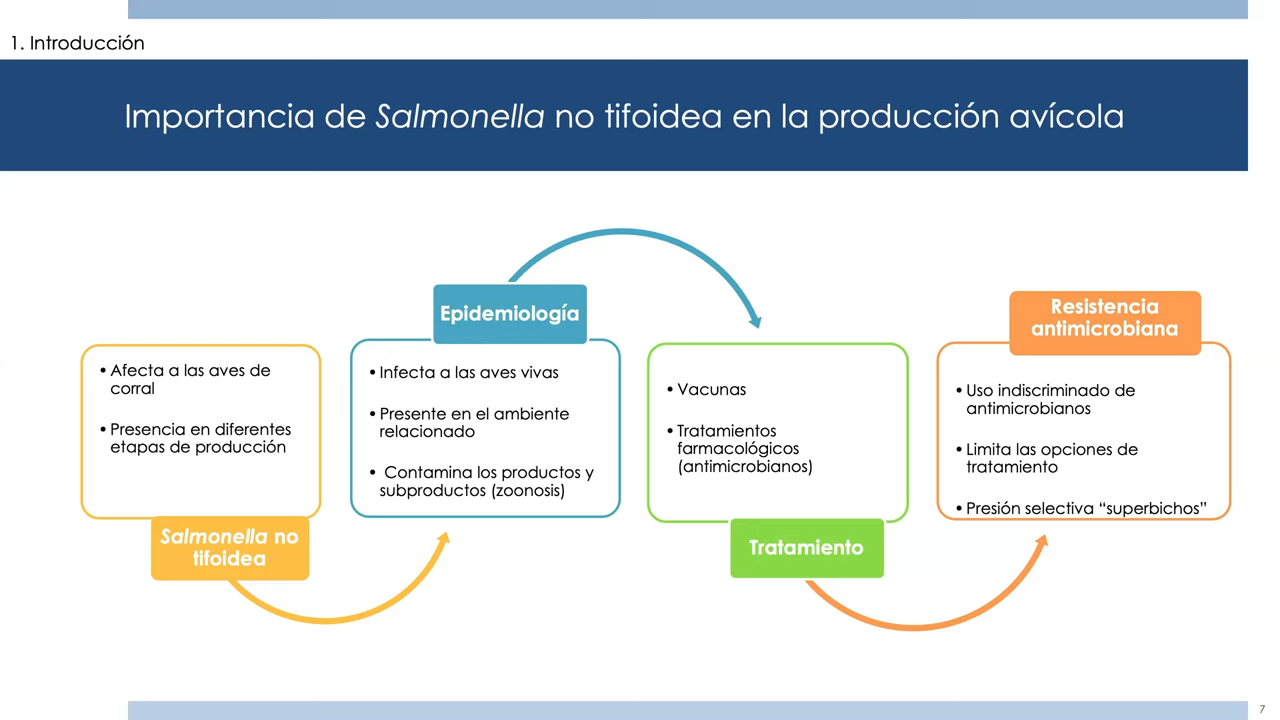 1. Introducción
Importancia de Salmonella no tifoidea en la producción avícola
• Afecta a las aves de
corral
• Presencia en diferentes
etapas de producción
Salmonella no
tifoidea
Epidemiología
• Infecta a las aves vivas
• Presente en el ambiente
relacionado
• Contamina los productos y
subproductos (zoonosis)
• Vacunas
• Tratamientos
farmacológicos
(antimicrobianos)
Tratamiento
Resistencia
antimicrobiana
• Uso indiscriminado de
antimicrobianos
• Limita las opciones de
tratamiento
• Presión selectiva “superbichos”
7